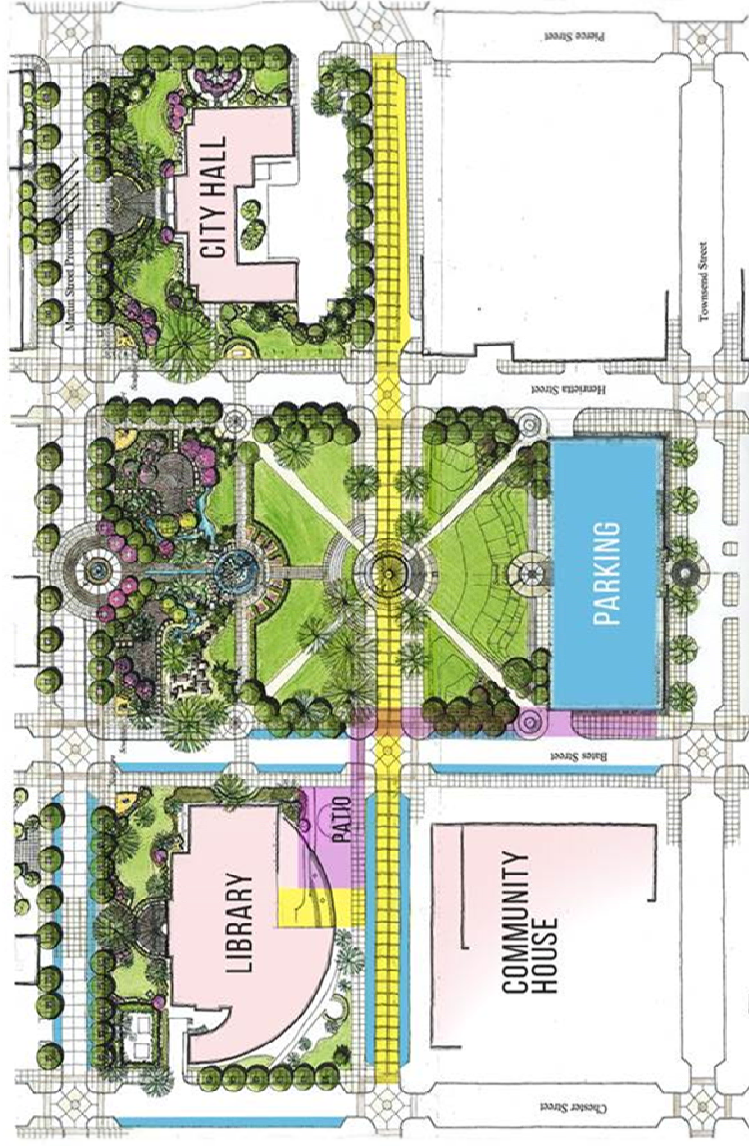 Pierce Street
CITY HALL
Martin Street Promenade
Townsend Street
Henrietta Street
PARKING
Bates Street
PATIO
LIBRARY
COMMUNITY
HOUSE
Chester Street